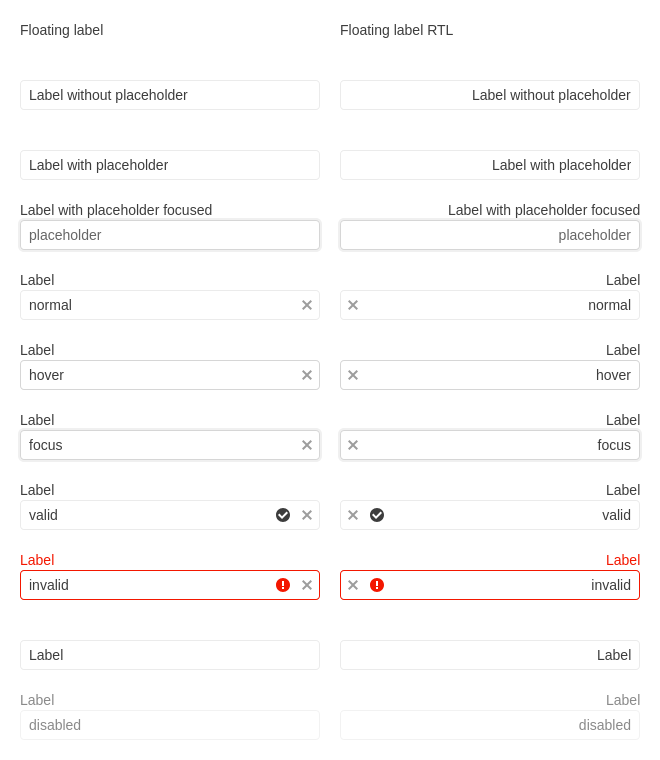 Floating label
Floating label RTL
Label without placeholder
Label without placeholder
Label with placeholder
Label with placeholder
Label with placeholder focused
Label with placeholder focused
placeholder
placeholder
Label
Label
normal
normal
Label
Label
hover
hover
Label
Label
focus
focus
Label
Label
valid
valid
Label
Label
invalid
invalid
Label
Label
Label
Label
disabled
disabled